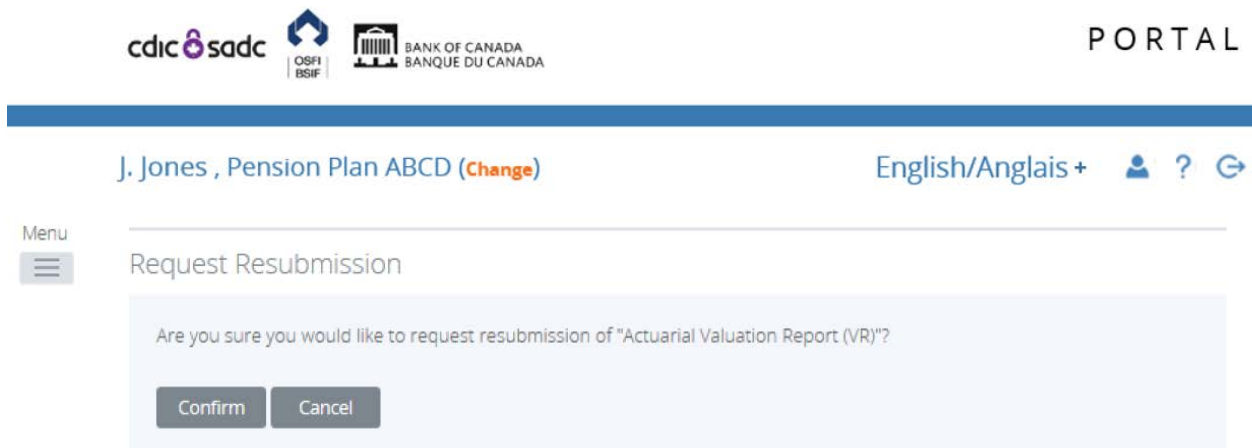 cdic sadc
OSFI
BSIF
BANK OF CANADA
BANQUE DU CANADA
PORTAL
J. Jones , Pension Plan ABCD (Change)
English/Anglais +
?
Menu
Request Resubmission
Are you sure you would like to request resubmission of "Actuarial Valuation Report (VR)"?
Confirm
Cancel